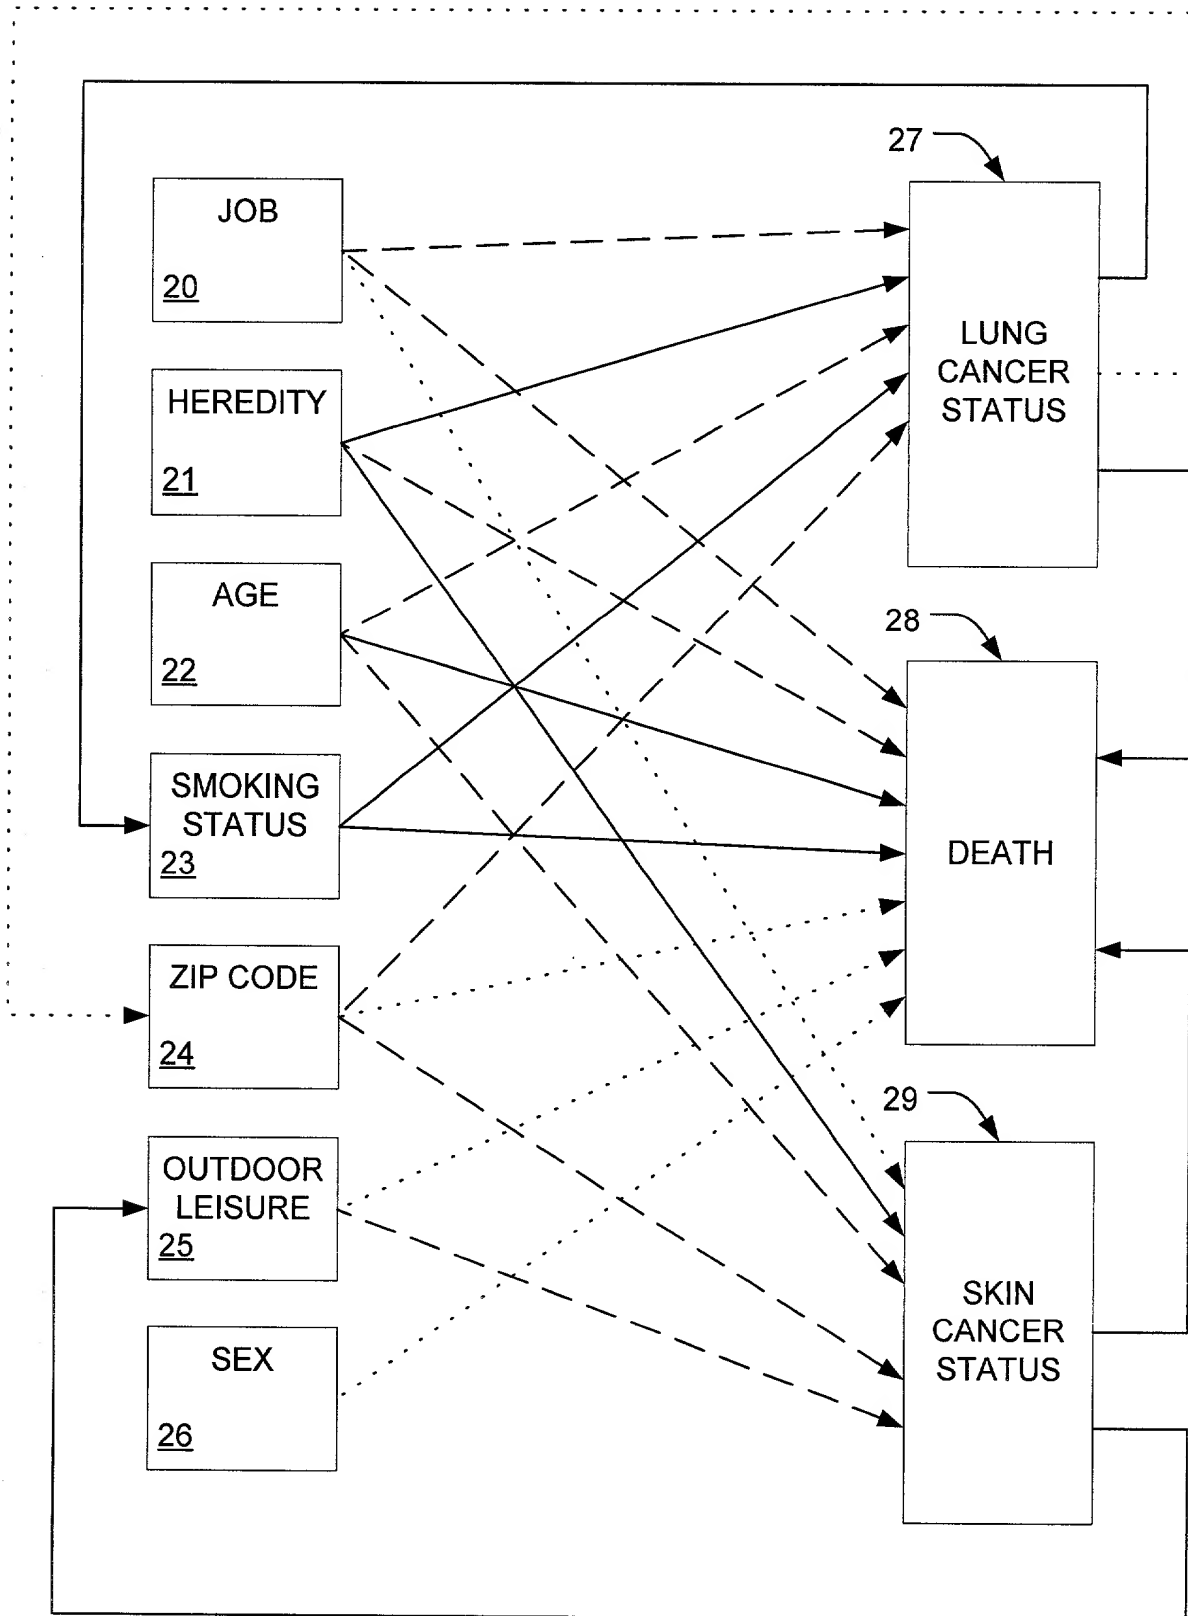 JOB
20
HEREDITY
21
AGE
22
SMOKING
STATUS
23
ZIP CODE
24
OUTDOOR
LEISURE
25
SEX
26
27
LUNG
CANCER
STATUS
28
DEATH
29
SKIN
CANCER
STATUS